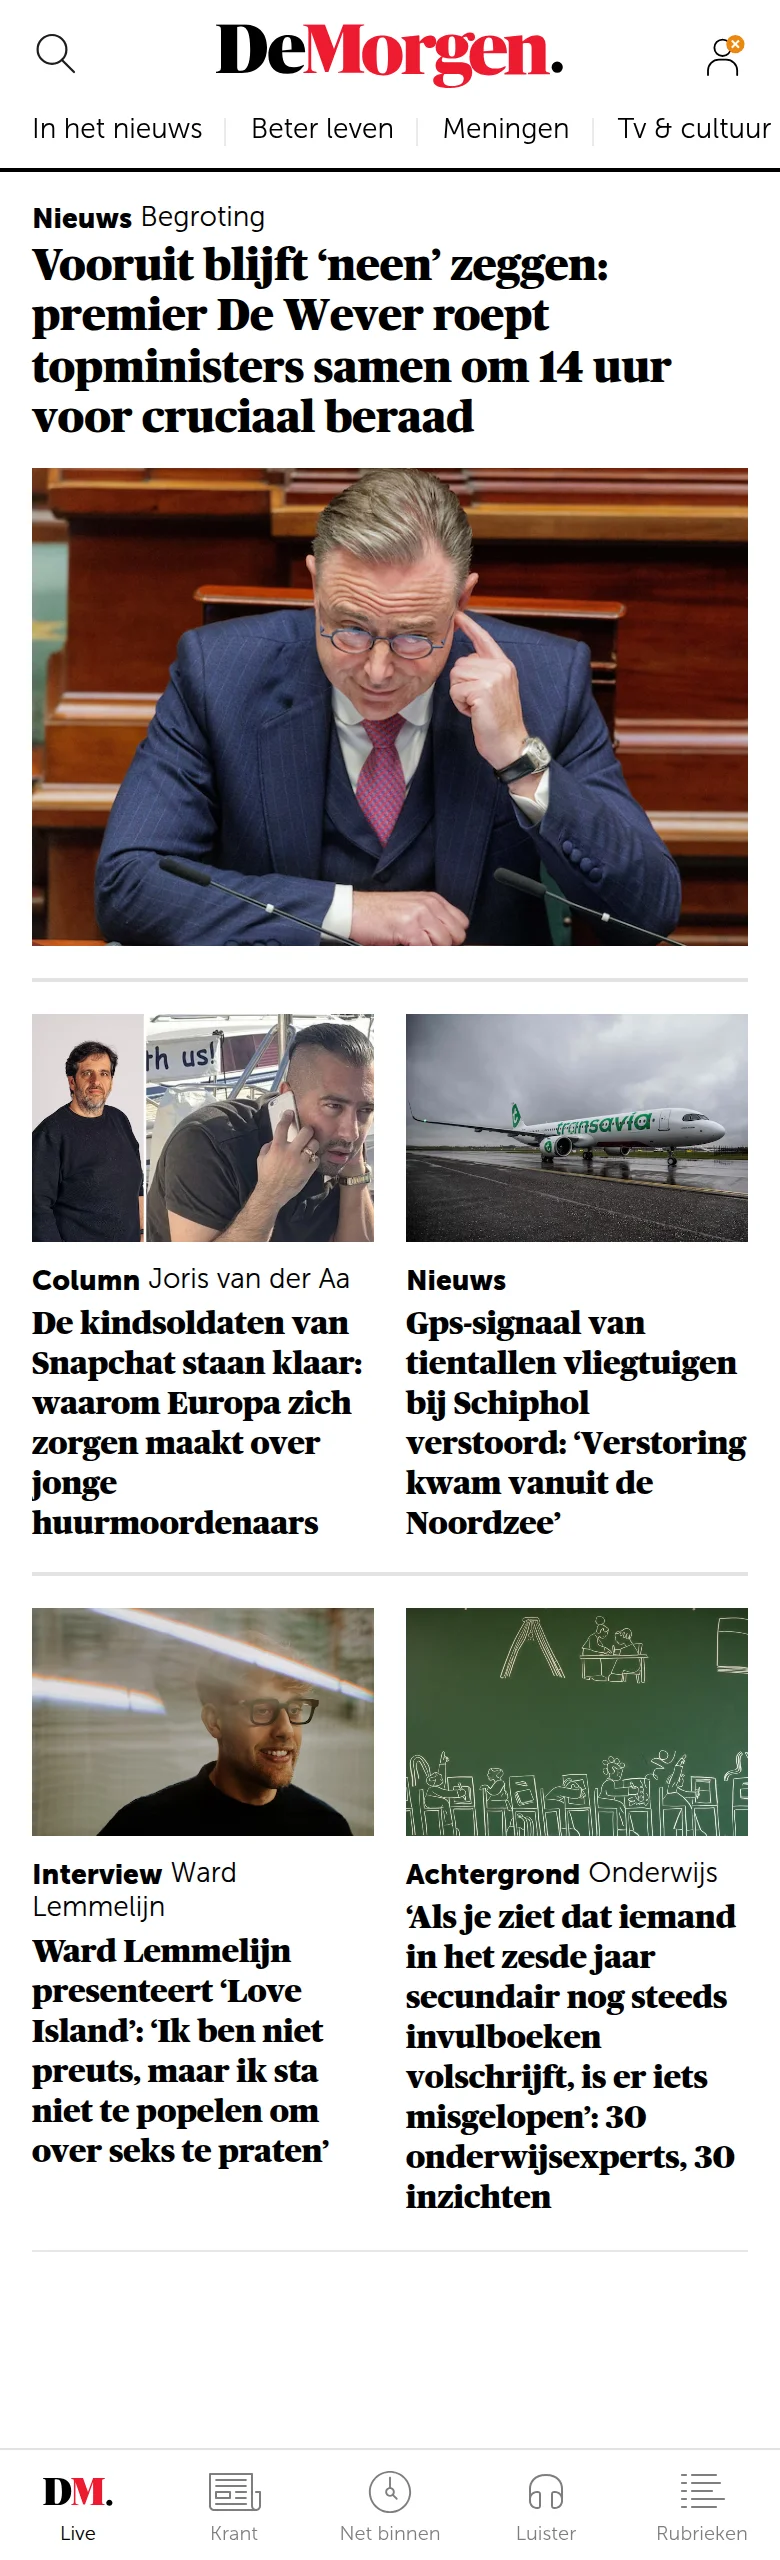 DeMorgen.
In het nieuws
Beter leven
Meningen
Tv & cultuur
Nieuws Begroting
Vooruit blijft ‘neen’ zeggen:
premier De Wever roept
topministers samen om 14 uur
voor cruciaal beraad
th us!
Column Joris van der Aa
De kindsoldaten van
Snapchat staan klaar:
waarom Europa zich
zorgen maakt over
jonge
huurmoordenaars
transavia
Nieuws
Gps-signaal van
tientallen vliegtuigen
bij Schiphol
verstoord: ‘Verstoring
kwam vanuit de
Noordzee’
Interview Ward
Lemmelijn
Ward Lemmelijn
presenteert ‘Love
Island’: ‘Ik ben niet
preuts, maar ik sta
niet te popelen om
over seks te praten’
Achtergrond Onderwijs
‘Als je ziet dat iemand
in het zesde jaar
secundair nog steeds
invulboeken
volschrijft, is er iets
misgelopen’: 30
onderwijsexperts, 30
inzichten
DM.
Live
Krant
Net binnen
Luister
Rubrieken